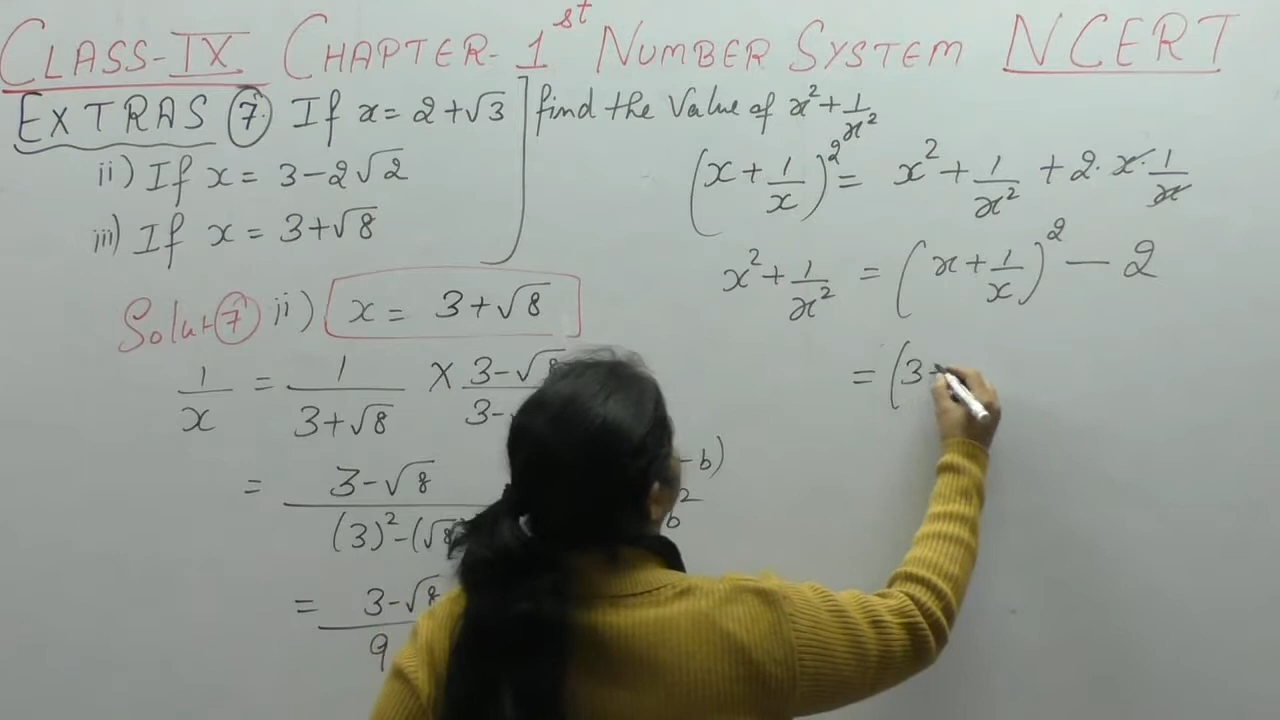 CLASS-IX CHAPTER-1st NUMBER SYSTEM NCERT
EXTRAS 7. If x = 2+√3 ] find the Value of x² + 1/x²
ii) If x = 3-2√2
iii) If x = 3+√8
Solut 7 ii) x = 3+√8
1/x = 1/(3+√8) × 3-√8 / 3-
= 3-√8 / (3)²-(√8
= 3-√8 / 9
-b)
b²
(x + 1/x)² = x² + 1/x² + 2· x· 1/x
x² + 1/x² = (x + 1/x)² - 2
= (3